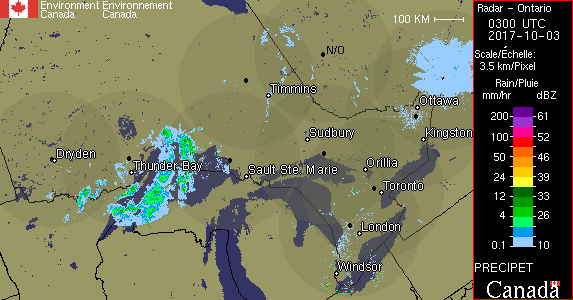 Environment Environnement
Canada Canada
100 KM
N/O
Timmins
Ottawa
Sudbury
Kingston
Dryden
Thunder Bay
Sault Ste. Marie
Orillia
Toronto
London
Windsor
Radar - Ontario
0300 UTC
2017-10-03
Scale/Échelle:
3.5 km/Pixel
Rain/Pluie
mm/hr dBZ
200 61
100 52
50 46
24 39
12 33
4 26
0.1 10
PRECIPET
Canada